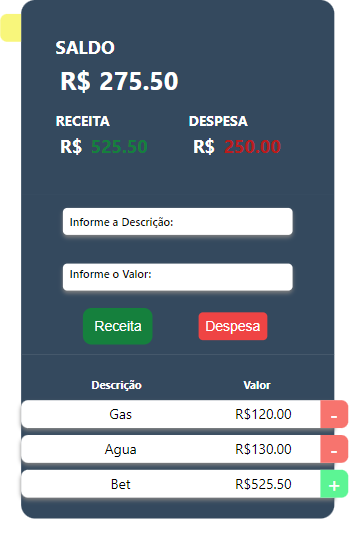 SALDO
R$ 275.50
RECEITA DESPESA
R$ 525.50 R$ 250.00
Informe a Descrição:
Informe o Valor:
Receita Despesa
Descrição Valor
Gas R$120.00 -
Agua R$130.00 -
Bet R$525.50 +